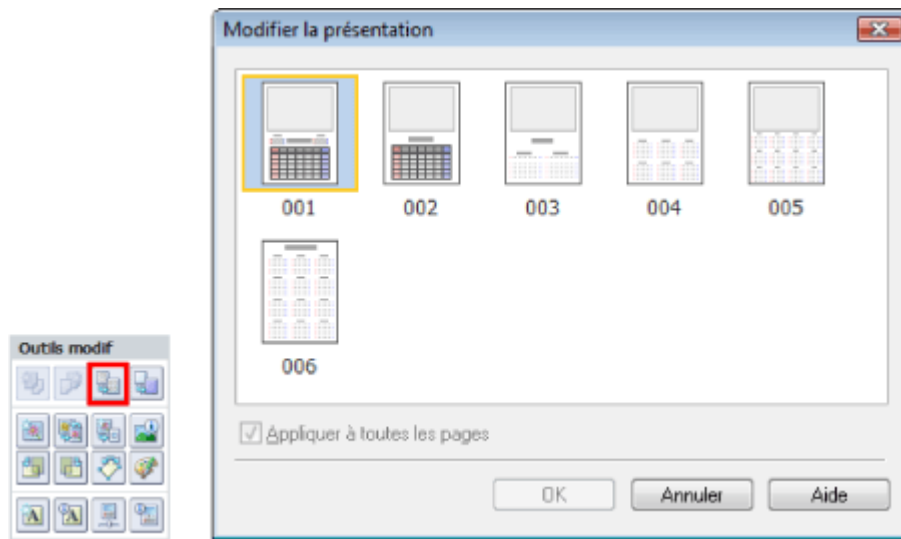 Modifier la présentation
001 002 003 004 005
006
Outils modif
Appliquer à toutes les pages
OK Annuler Aide